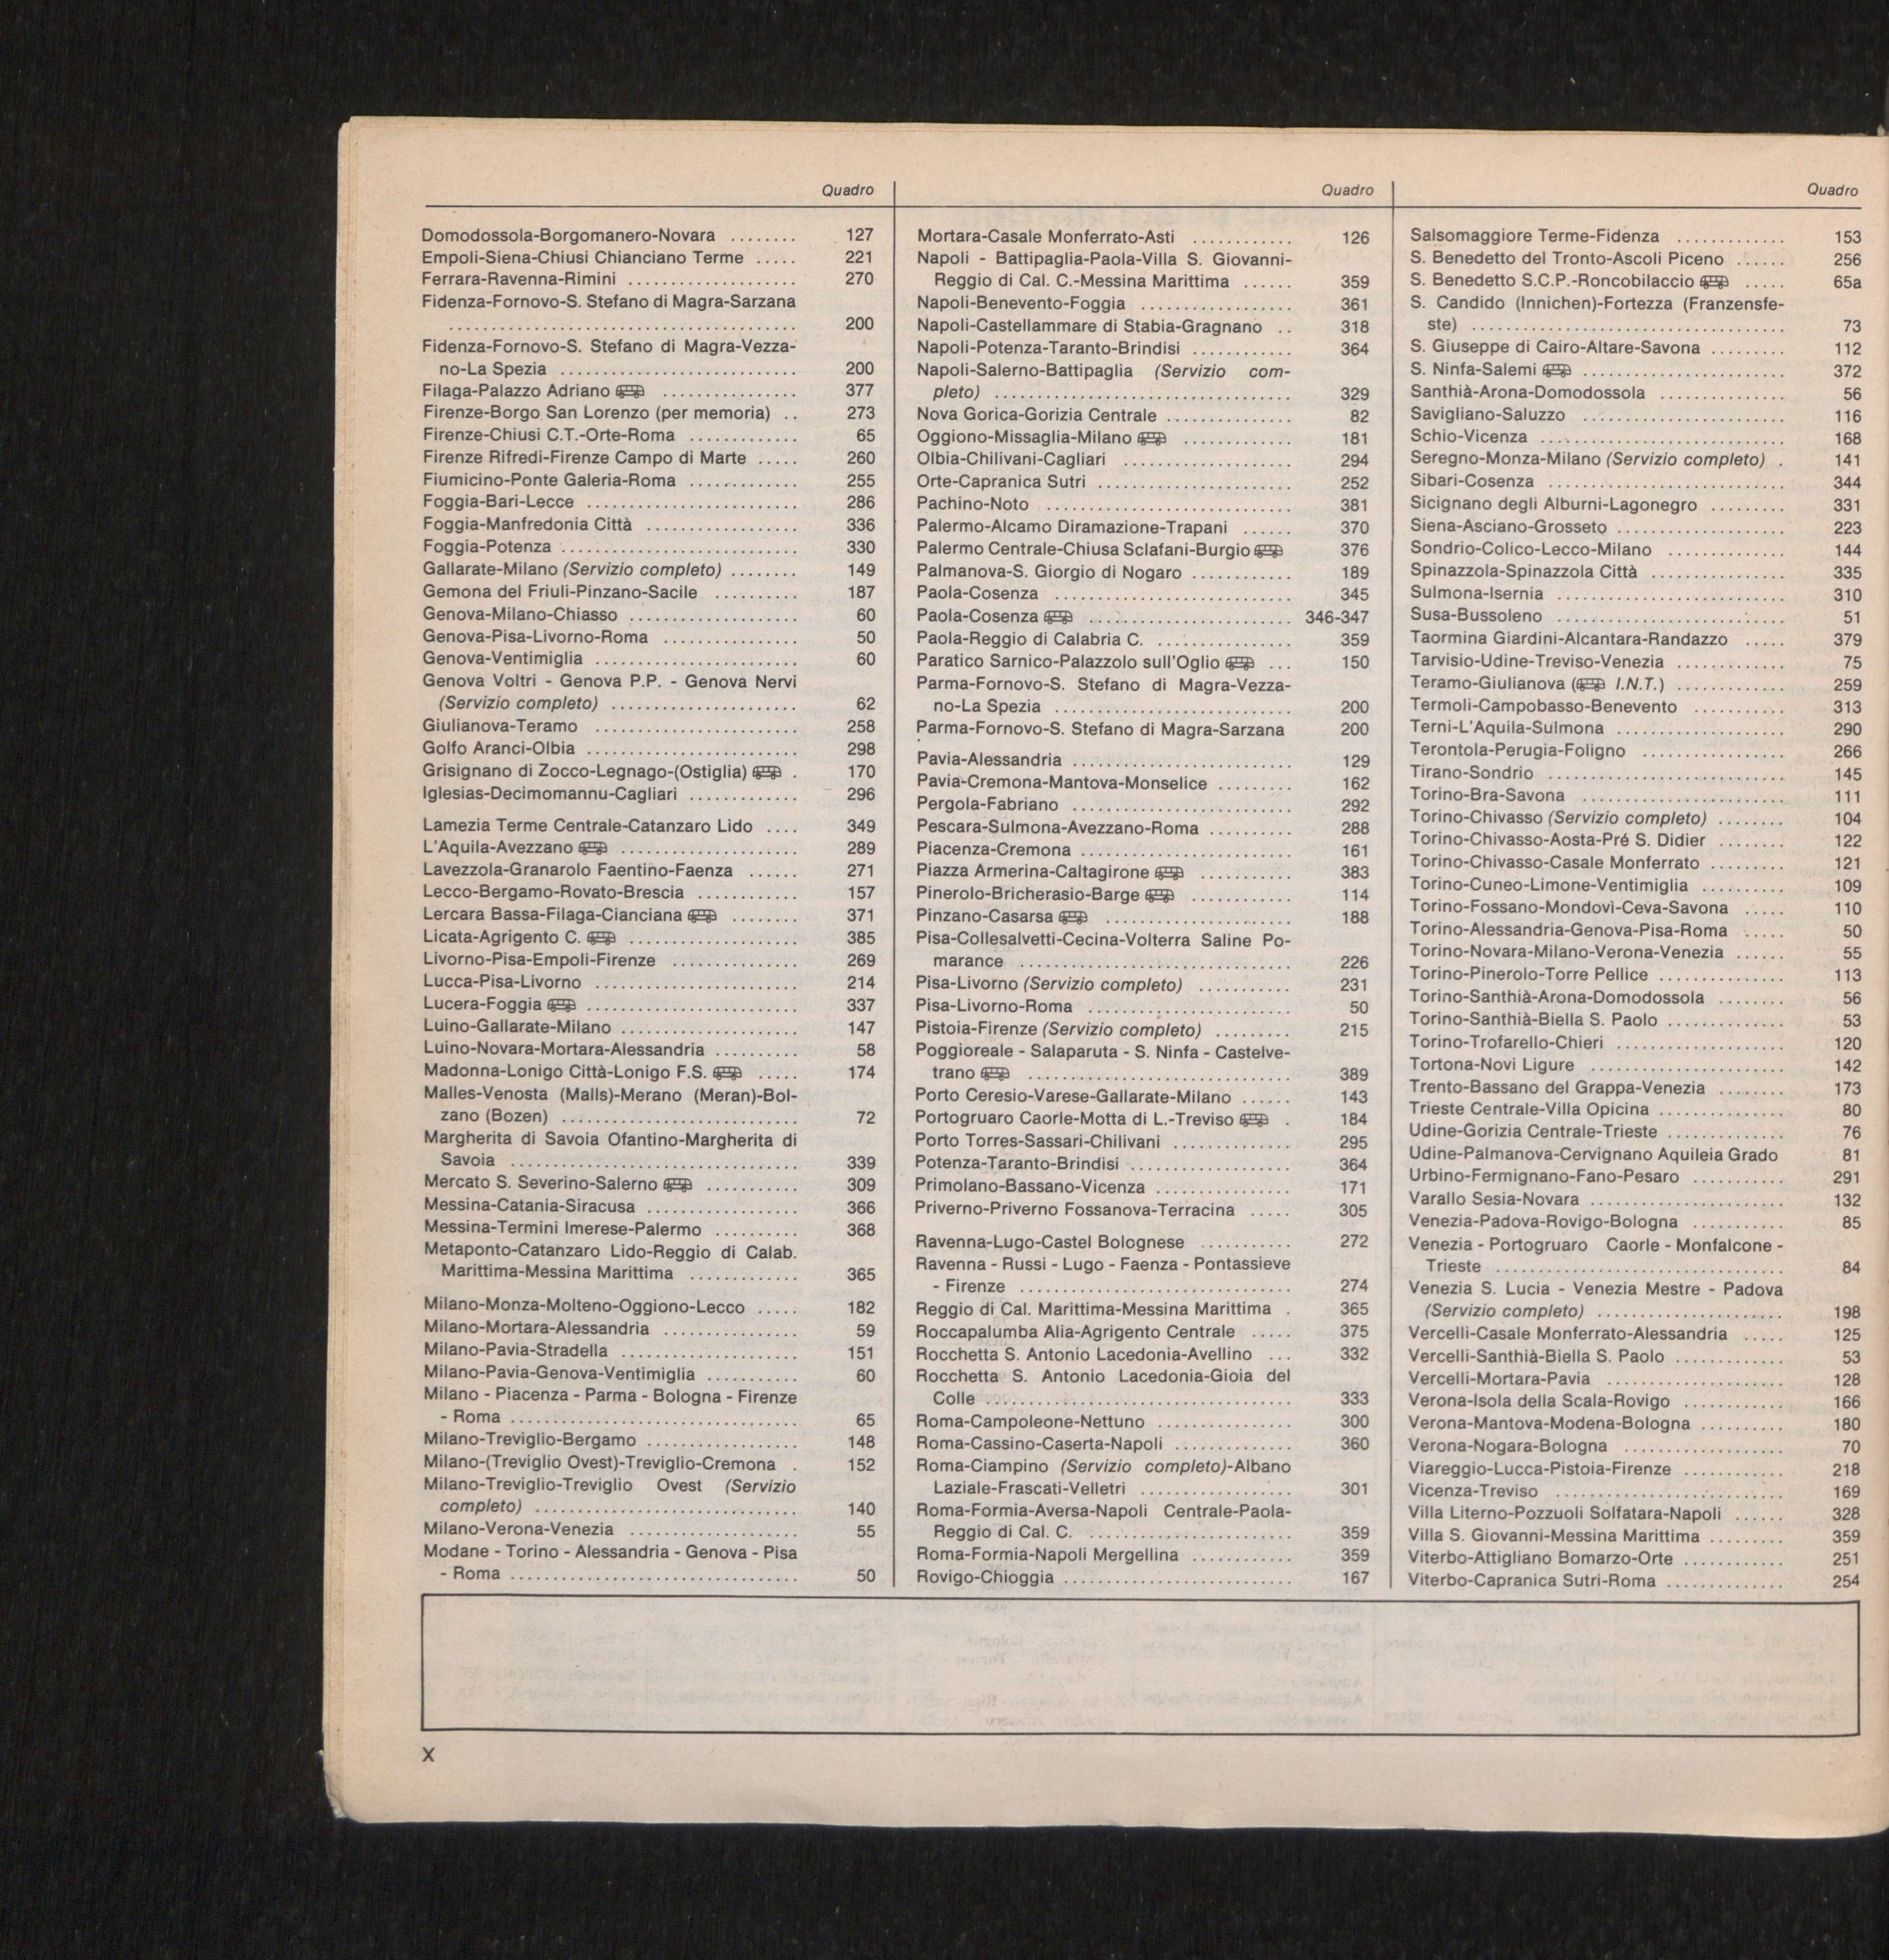 Quadro
Domodossola-Borgomanero-Novara ........ 127
Empoli-Siena-Chiusi Chianciano Terme ..... 221
Ferrara-Ravenna-Rimini .................... 270
Fidenza-Fornovo-S. Stefano di Magra-Sarzana
......................................... 200
Fidenza-Fornovo-S. Stefano di Magra-Vezza-
no-La Spezia ........................... 200
Filaga-Palazzo Adriano ................ 377
Firenze-Borgo San Lorenzo (per memoria) .. 273
Firenze-Chiusi C.T.-Orte-Roma ............. 65
Firenze Rifredi-Firenze Campo di Marte ..... 260
Fiumicino-Ponte Galeria-Roma ............. 255
Foggia-Bari-Lecce ......................... 286
Foggia-Manfredonia Città .................. 336
Foggia-Potenza ............................ 330
Gallarate-Milano (Servizio completo) ........ 149
Gemona del Friuli-Pinzano-Sacile .......... 187
Genova-Milano-Chiasso ..................... 60
Genova-Pisa-Livorno-Roma ................ 50
Genova-Ventimiglia ........................ 60
Genova Voltri - Genova P.P. - Genova Nervi
(Servizio completo) ...................... 62
Giulianova-Teramo ........................ 258
Golfo Aranci-Olbia ......................... 298
Grisignano di Zocco-Legnago-(Ostiglia) . 170
Iglesias-Decimomannu-Cagliari ............. 296
Lamezia Terme Centrale-Catanzaro Lido .... 349
L'Aquila-Avezzano ..................... 289
Lavezzola-Granarolo Faentino-Faenza ...... 271
Lecco-Bergamo-Rovato-Brescia ............ 157
Lercara Bassa-Filaga-Cianciana ........ 371
Licata-Agrigento C. .................... 385
Livorno-Pisa-Empoli-Firenze ............... 269
Lucca-Pisa-Livorno ........................ 214
Lucera-Foggia ......................... 337
Luino-Gallarate-Milano ..................... 147
Luino-Novara-Mortara-Alessandria .......... 58
Madonna-Lonigo Città-Lonigo F.S. ..... 174
Malles-Venosta (Malls)-Merano (Meran)-Bol-
zano (Bozen) ............................ 72
Margherita di Savoia Ofantino-Margherita di
Savoia .................................. 339
Mercato S. Severino-Salerno ........... 309
Messina-Catania-Siracusa .................. 366
Messina-Termini Imerese-Palermo .......... 368
Metaponto-Catanzaro Lido-Reggio di Calab.
Marittima-Messina Marittima ............. 365
Milano-Monza-Molteno-Oggiono-Lecco ..... 182
Milano-Mortara-Alessandria ................ 59
Milano-Pavia-Stradella ..................... 151
Milano-Pavia-Genova-Ventimiglia ........... 60
Milano - Piacenza - Parma - Bologna - Firenze
- Roma .................................. 65
Milano-Treviglio-Bergamo .................. 148
Milano-(Treviglio Ovest)-Treviglio-Cremona . 152
Milano-Treviglio-Treviglio Ovest (Servizio
completo) ............................... 140
Milano-Verona-Venezia .................... 55
Modane - Torino - Alessandria - Genova - Pisa
- Roma .................................. 50
Quadro
Mortara-Casale Monferrato-Asti ............ 126
Napoli - Battipaglia-Paola-Villa S. Giovanni-
Reggio di Cal. C.-Messina Marittima ...... 359
Napoli-Benevento-Foggia .................. 361
Napoli-Castellammare di Stabia-Gragnano .. 318
Napoli-Potenza-Taranto-Brindisi ............ 364
Napoli-Salerno-Battipaglia (Servizio com-
pleto) ................................... 329
Nova Gorica-Gorizia Centrale ............... 82
Oggiono-Missaglia-Milano ............. 181
Olbia-Chilivani-Cagliari .................... 294
Orte-Capranica Sutri ....................... 252
Pachino-Noto ............................. 381
Palermo-Alcamo Diramazione-Trapani ...... 370
Palermo Centrale-Chiusa Sclafani-Burgio 376
Palmanova-S. Giorgio di Nogaro ............ 189
Paola-Cosenza ............................ 345
Paola-Cosenza ........................ 346-347
Paola-Reggio di Calabria C. ................ 359
Paratico Sarnico-Palazzolo sull'Oglio ... 150
Parma-Fornovo-S. Stefano di Magra-Vezza-
no-La Spezia ............................ 200
Parma-Fornovo-S. Stefano di Magra-Sarzana 200
Pavia-Alessandria .......................... 129
Pavia-Cremona-Mantova-Monselice ......... 162
Pergola-Fabriano .......................... 292
Pescara-Sulmona-Avezzano-Roma .......... 288
Piacenza-Cremona ......................... 161
Piazza Armerina-Caltagirone ........... 383
Pinerolo-Bricherasio-Barge ............ 114
Pinzano-Casarsa ...................... 188
Pisa-Collesalvetti-Cecina-Volterra Saline Po-
marance ................................ 226
Pisa-Livorno (Servizio completo) ........... 231
Pisa-Livorno-Roma ........................ 50
Pistoia-Firenze (Servizio completo) ......... 215
Poggioreale - Salaparuta - S. Ninfa - Castelve-
trano ............................... 389
Porto Ceresio-Varese-Gallarate-Milano ...... 143
Portogruaro Caorle-Motta di L.-Treviso . 184
Porto Torres-Sassari-Chilivani .............. 295
Potenza-Taranto-Brindisi ................... 364
Primolano-Bassano-Vicenza ................ 171
Priverno-Priverno Fossanova-Terracina ..... 305
Ravenna-Lugo-Castel Bolognese ........... 272
Ravenna - Russi - Lugo - Faenza - Pontassieve
- Firenze ................................ 274
Reggio di Cal. Marittima-Messina Marittima . 365
Roccapalumba Alia-Agrigento Centrale ..... 375
Rocchetta S. Antonio Lacedonia-Avellino ... 332
Rocchetta S. Antonio Lacedonia-Gioia del
Colle .................................... 333
Roma-Campoleone-Nettuno ................ 300
Roma-Cassino-Caserta-Napoli .............. 360
Roma-Ciampino (Servizio completo)-Albano
Laziale-Frascati-Velletri .................. 301
Roma-Formia-Aversa-Napoli Centrale-Paola-
Reggio di Cal. C. ........................ 359
Roma-Formia-Napoli Mergellina ............ 359
Rovigo-Chioggia ........................... 167
Quadro
Salsomaggiore Terme-Fidenza ............. 153
S. Benedetto del Tronto-Ascoli Piceno ...... 256
S. Benedetto S.C.P.-Roncobilaccio ..... 65a
S. Candido (Innichen)-Fortezza (Franzensfe-
ste) ..................................... 73
S. Giuseppe di Cairo-Altare-Savona ......... 112
S. Ninfa-Salemi ........................ 372
Santhià-Arona-Domodossola ............... 56
Savigliano-Saluzzo ........................ 116
Schio-Vicenza ............................. 168
Seregno-Monza-Milano (Servizio completo) . 141
Sibari-Cosenza ............................ 344
Sicignano degli Alburni-Lagonegro ......... 331
Siena-Asciano-Grosseto .................... 223
Sondrio-Colico-Lecco-Milano .............. 144
Spinazzola-Spinazzola Città ................ 335
Sulmona-Isernia ........................... 310
Susa-Bussoleno ........................... 51
Taormina Giardini-Alcantara-Randazzo ..... 379
Tarvisio-Udine-Treviso-Venezia ............. 75
Teramo-Giulianova ( I.N.T.) ............. 259
Termoli-Campobasso-Benevento ........... 313
Terni-L'Aquila-Sulmona .................... 290
Terontola-Perugia-Foligno ................. 266
Tirano-Sondrio ............................ 145
Torino-Bra-Savona ........................ 111
Torino-Chivasso (Servizio completo) ........ 104
Torino-Chivasso-Aosta-Pré S. Didier ........ 122
Torino-Chivasso-Casale Monferrato ......... 121
Torino-Cuneo-Limone-Ventimiglia .......... 109
Torino-Fossano-Mondovì-Ceva-Savona ..... 110
Torino-Alessandria-Genova-Pisa-Roma ..... 50
Torino-Novara-Milano-Verona-Venezia ...... 55
Torino-Pinerolo-Torre Pellice ............... 113
Torino-Santhià-Arona-Domodossola ........ 56
Torino-Santhià-Biella S. Paolo .............. 53
Torino-Trofarello-Chieri .................... 120
Tortona-Novi Ligure ....................... 142
Trento-Bassano del Grappa-Venezia ........ 173
Trieste Centrale-Villa Opicina ............... 80
Udine-Gorizia Centrale-Trieste .............. 76
Udine-Palmanova-Cervignano Aquileia Grado 81
Urbino-Fermignano-Fano-Pesaro ........... 291
Varallo Sesia-Novara ....................... 132
Venezia-Padova-Rovigo-Bologna ........... 85
Venezia - Portogruaro Caorle - Monfalcone -
Trieste .................................. 84
Venezia S. Lucia - Venezia Mestre - Padova
(Servizio completo) ...................... 198
Vercelli-Casale Monferrato-Alessandria ..... 125
Vercelli-Santhià-Biella S. Paolo ............. 53
Vercelli-Mortara-Pavia ..................... 128
Verona-Isola della Scala-Rovigo ............ 166
Verona-Mantova-Modena-Bologna .......... 180
Verona-Nogara-Bologna ................... 70
Viareggio-Lucca-Pistoia-Firenze ............ 218
Vicenza-Treviso ........................... 169
Villa Literno-Pozzuoli Solfatara-Napoli ...... 328
Villa S. Giovanni-Messina Marittima ......... 359
Viterbo-Attigliano Bomarzo-Orte ............ 251
Viterbo-Capranica Sutri-Roma .............. 254
X